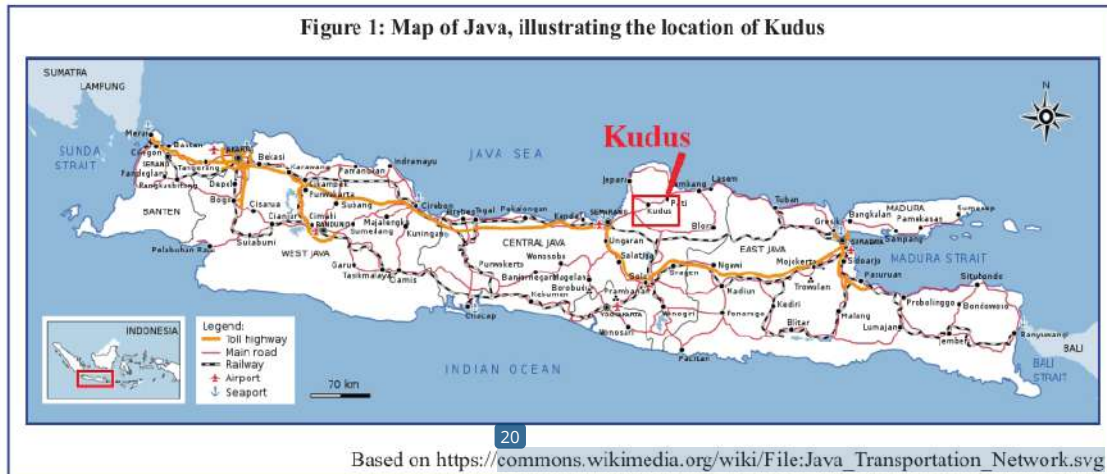 Figure 1: Map of Java, illustrating the location of Kudus
SUMATRA
LAMPUNG
N
Kudus
Merak
SUNDA
STRAIT
JAVA SEA
Cilegon
Banten
SERANG
Tangerang
JAKARTA
Bekasi
Karawang
Pamanukan
Indramayu
Pandeglang
Rangkasbitung
Depok
Bogor
Cikampek
Purwakarta
Subang
Cirebon
Jepara
Rembang
Lasem
Pati
Kudus
Tuban
MADURA
Bangkalan
Pamekasan
Sumenep
Sampang
BANTEN
Cisarua
Cianjur
Cimahi
BANDUNG
Sumedang
Majalengka
Kuningan
Brebes
Tegal
Pekalongan
Kendal
SEMARANG
Blora
Gresik
SURABAYA
Sidoarjo
MADURA STRAIT
Sukabumi
Pelabuhan Ratu
WEST JAVA
CENTRAL JAVA
EAST JAVA
Ungaran
Salatiga
Garut
Tasikmalaya
Ciamis
Purwokerto
Wonosobo
Banjarnegara
Magelang
Borobudur
Kebumen
Prambanan
Solo
Sragen
Ngawi
Mojokerto
Trowulan
Pasuruan
Situbondo
Probolinggo
Bondowoso
Cilacap
YOGYAKARTA
Wonosari
Wonogiri
Madiun
Ponorogo
Kediri
Blitar
Malang
Lumajang
Jember
Banyuwangi
Pacitan
BALI
BALI
STRAIT
INDIAN OCEAN
INDONESIA
Legend:
Toll highway
Main road
Railway
Airport
Seaport
70 km
20
Based on https://commons.wikimedia.org/wiki/File:Java_Transportation_Network.svg